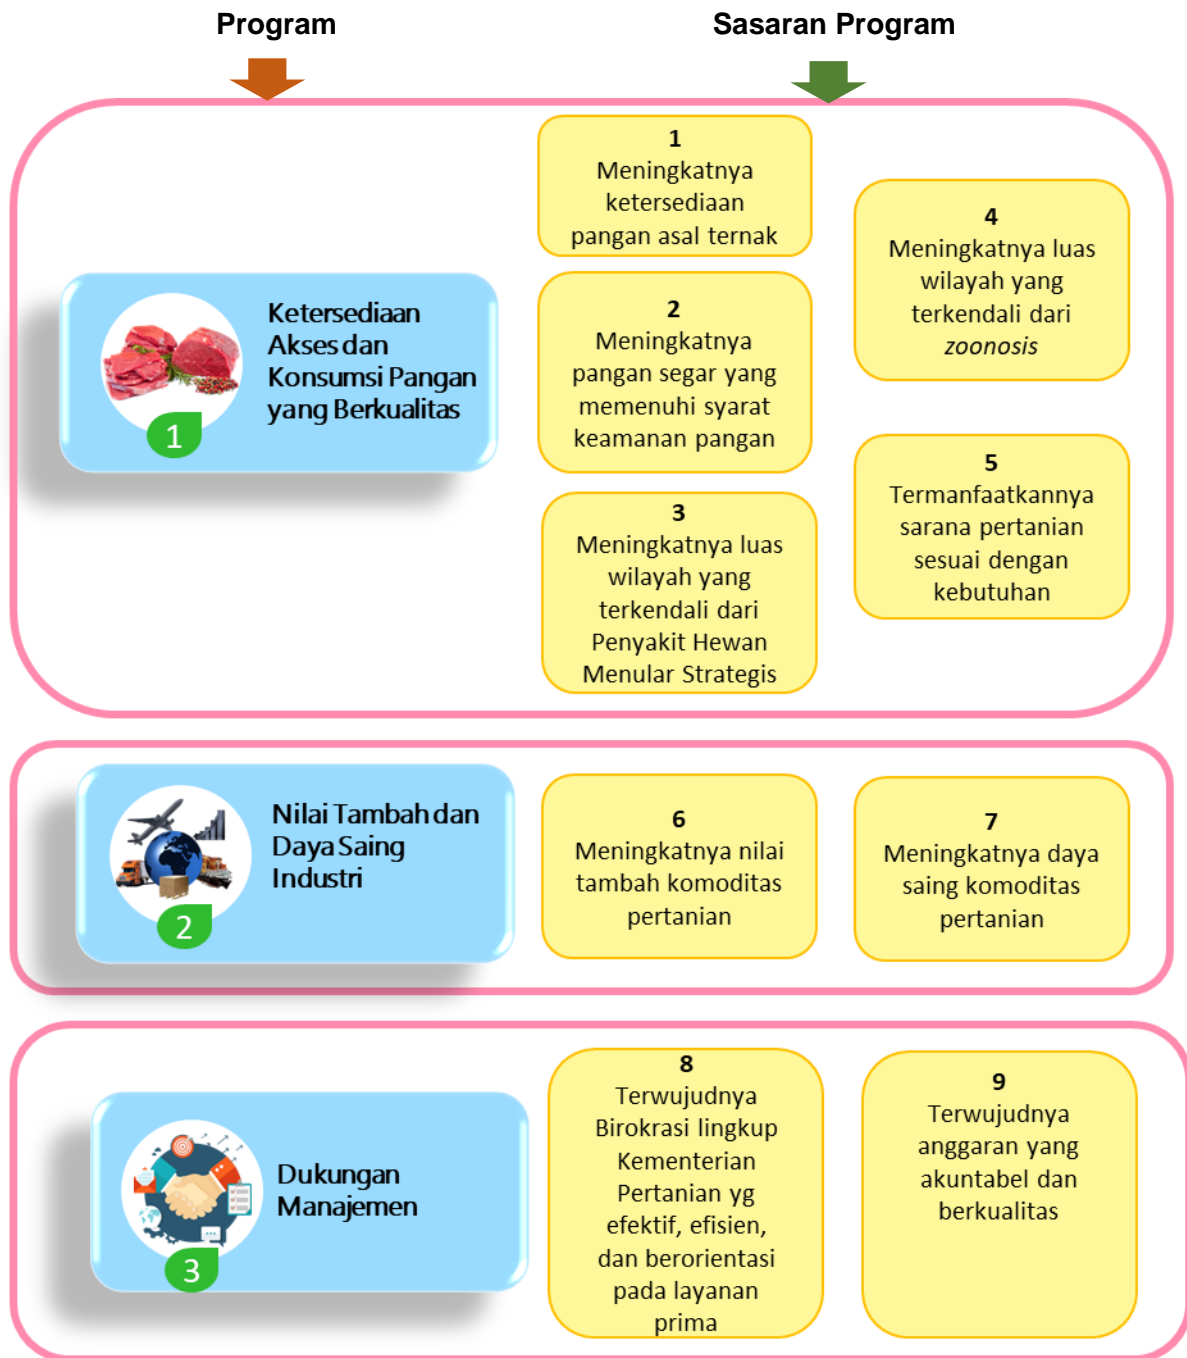 Program
Sasaran Program
Ketersediaan
Akses dan
Konsumsi Pangan
yang Berkualitas
1
1
Meningkatnya
ketersediaan
pangan asal ternak
2
Meningkatnya
pangan segar yang
memenuhi syarat
keamanan pangan
3
Meningkatnya luas
wilayah yang
terkendali dari
Penyakit Hewan
Menular Strategis
4
Meningkatnya luas
wilayah yang
terkendali dari
zoonosis
5
Termanfaatkannya
sarana pertanian
sesuai dengan
kebutuhan
Nilai Tambah dan
Daya Saing
Industri
2
6
Meningkatnya nilai
tambah komoditas
pertanian
7
Meningkatnya daya
saing komoditas
pertanian
Dukungan
Manajemen
3
8
Terwujudnya
Birokrasi lingkup
Kementerian
Pertanian yg
efektif, efisien,
dan berorientasi
pada layanan
prima
9
Terwujudnya
anggaran yang
akuntabel dan
berkualitas